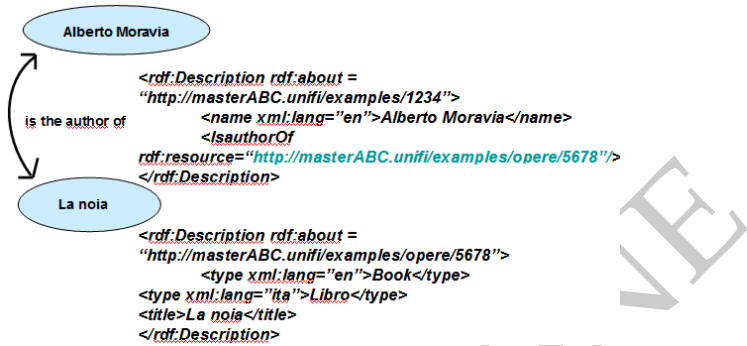 Alberto Moravia
<rdf:Description rdf:about =
“http://masterABC.unifi/examples/1234”>
<name xml:lang=”en”>Alberto Moravia</name>
is the author of
<IsauthorOf
rdf:resource=“http://masterABC.unifi/examples/opere/5678”/>
</rdf:Description>
La noia
<rdf:Description rdf:about =
“http://masterABC.unifi/examples/opere/5678”>
<type xml:lang=”en”>Book</type>
<type xml:lang=”ita”>Libro</type>
<title>La noia</title>
</rdf:Description>